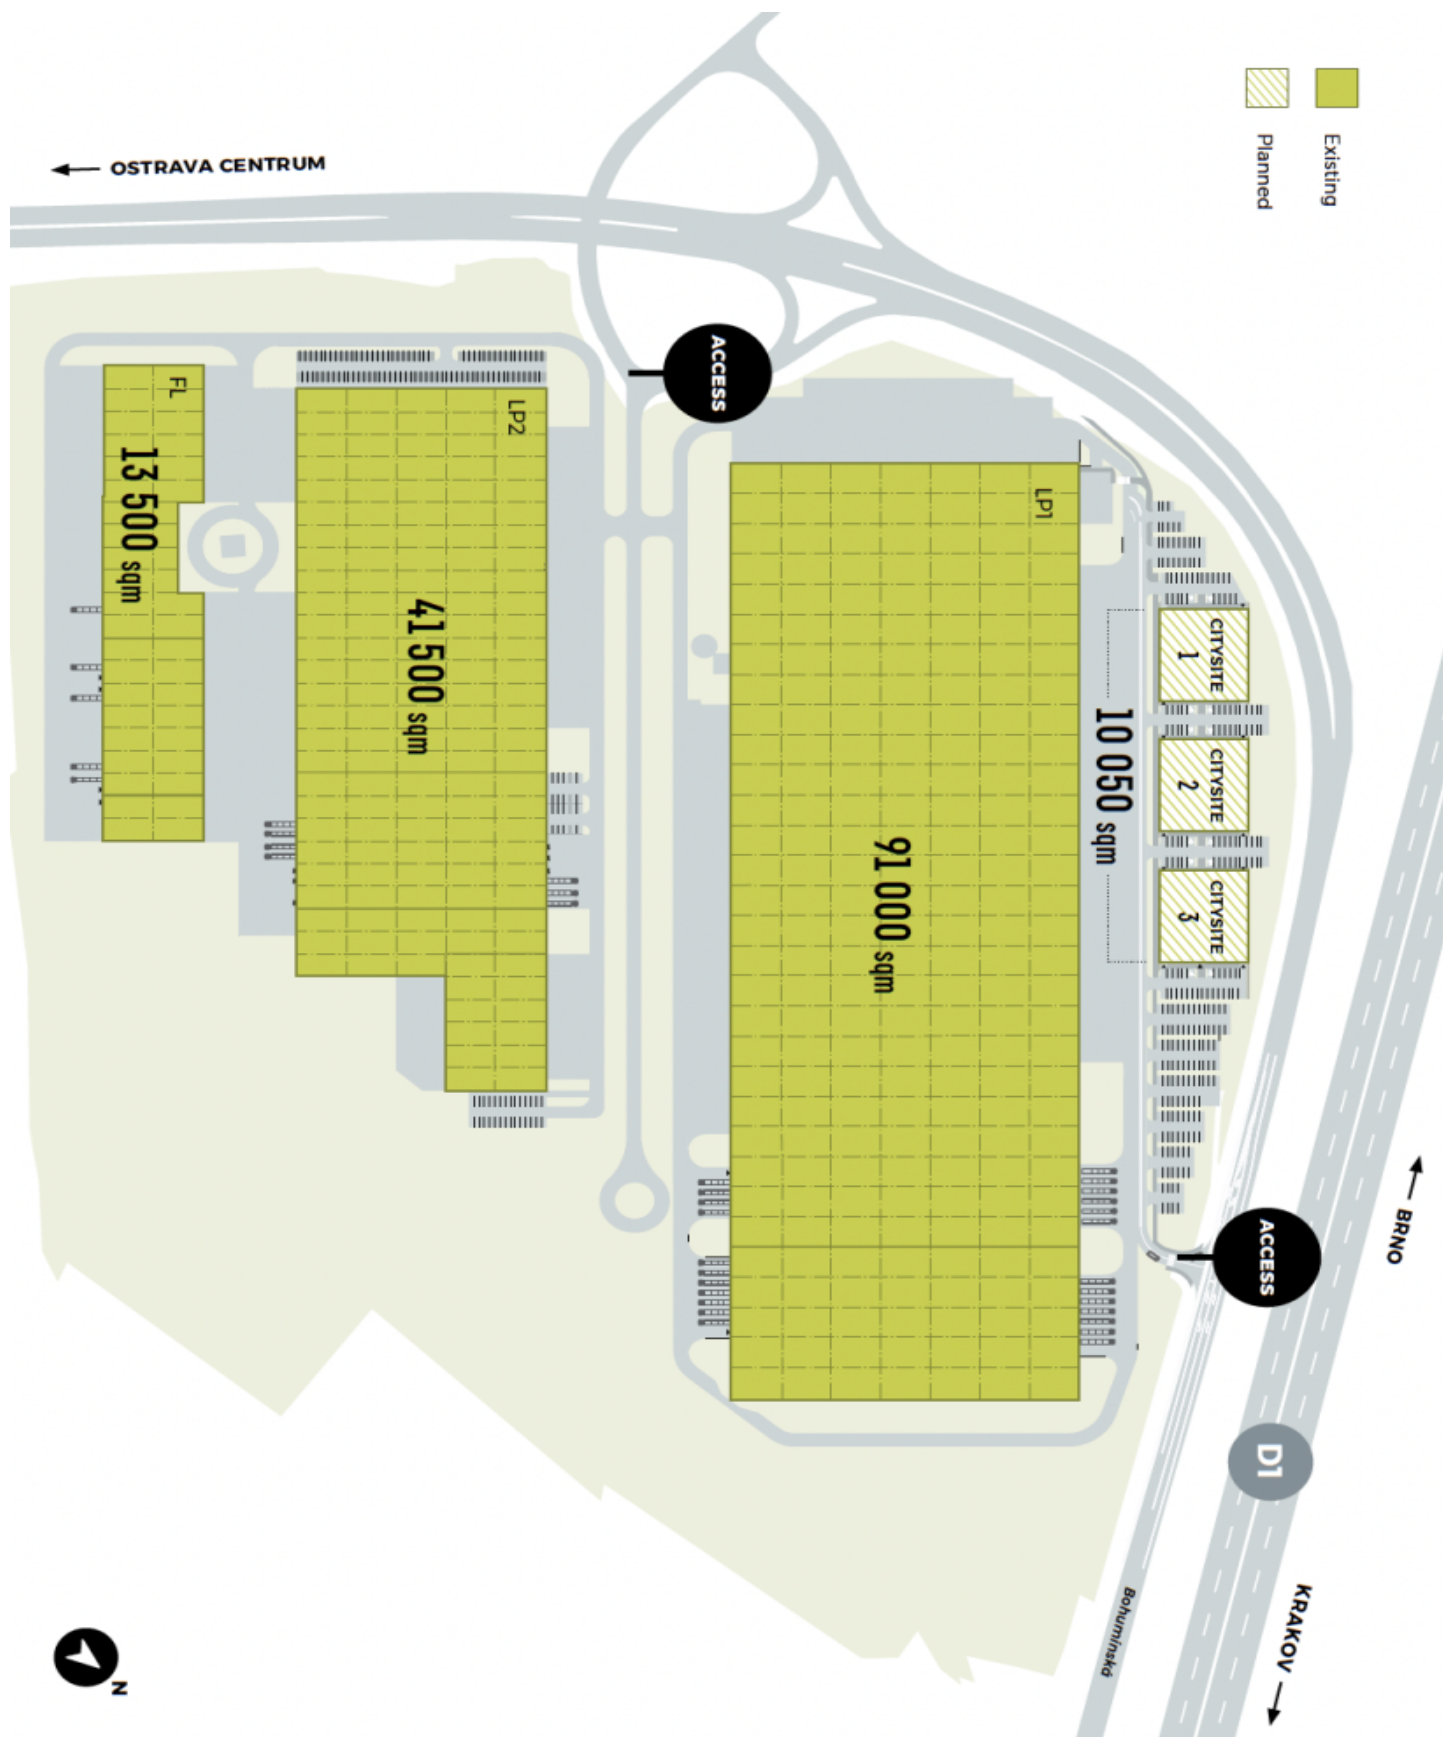 Existing
Planned
OSTRAVA CENTRUM
ACCESS
FL
13 500 sqm
LP2
41 500 sqm
LP1
91 000 sqm
10 050 sqm
CITYSITE
1
CITYSITE
2
CITYSITE
3
ACCESS
BRNO
D1
KRAKOV
Bohumínská
N